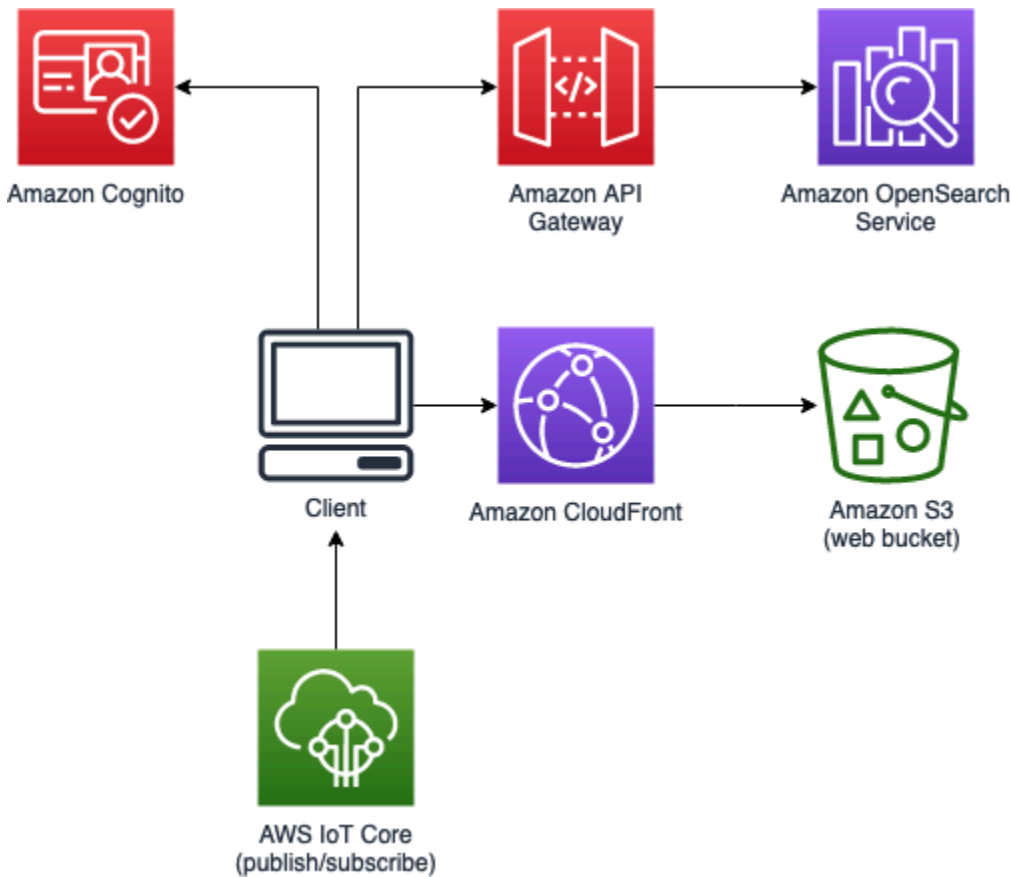 Amazon Cognito
Amazon API
Gateway
Amazon OpenSearch
Service
Client
Amazon CloudFront
Amazon S3
(web bucket)
AWS IoT Core
(publish/subscribe)